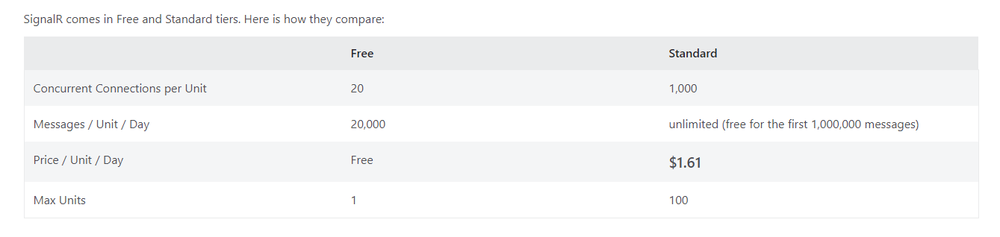 SignalR comes in Free and Standard tiers. Here is how they compare:
Free Standard
Concurrent Connections per Unit 20 1,000
Messages / Unit / Day 20,000 unlimited (free for the first 1,000,000 messages)
Price / Unit / Day Free $1.61
Max Units 1 100